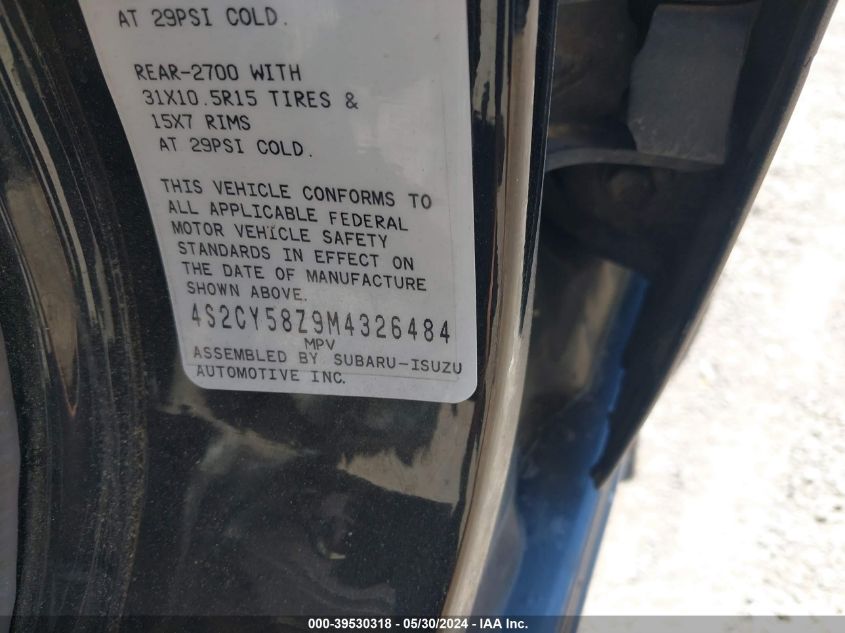 AT 29PSI COLD.
REAR-2700 WITH
31X10.5R15 TIRES &
15X7 RIMS
AT 29PSI COLD.
THIS VEHICLE CONFORMS TO
ALL APPLICABLE FEDERAL
MOTOR VEHICLE SAFETY
STANDARDS IN EFFECT ON
THE DATE OF MANUFACTURE
SHOWN ABOVE.
4S2CY58Z9M4326484
MPV
ASSEMBLED BY SUBARU-ISUZU
AUTOMOTIVE INC.
000-39530318 - 05/30/2024 - IAA Inc.